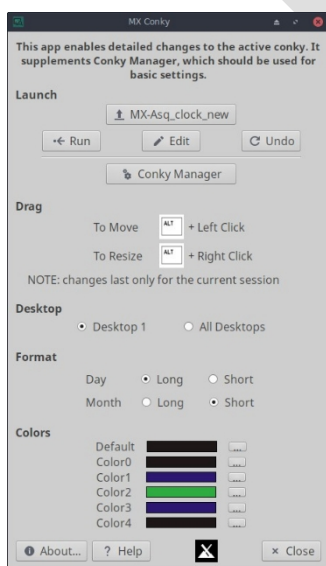 MX Conky
This app enables detailed changes to the active conky. It
supplements Conky Manager, which should be used for
basic settings.
Launch
MX-Asq_clock_new
Run Edit Undo
Conky Manager
Drag
To Move ALT + Left Click
To Resize ALT + Right Click
NOTE: changes last only for the current session
Desktop
Desktop 1 All Desktops
Format
Day Long Short
Month Long Short
Colors
Default ...
Color0 ...
Color1 ...
Color2 ...
Color3 ...
Color4 ...
About... ? Help X × Close